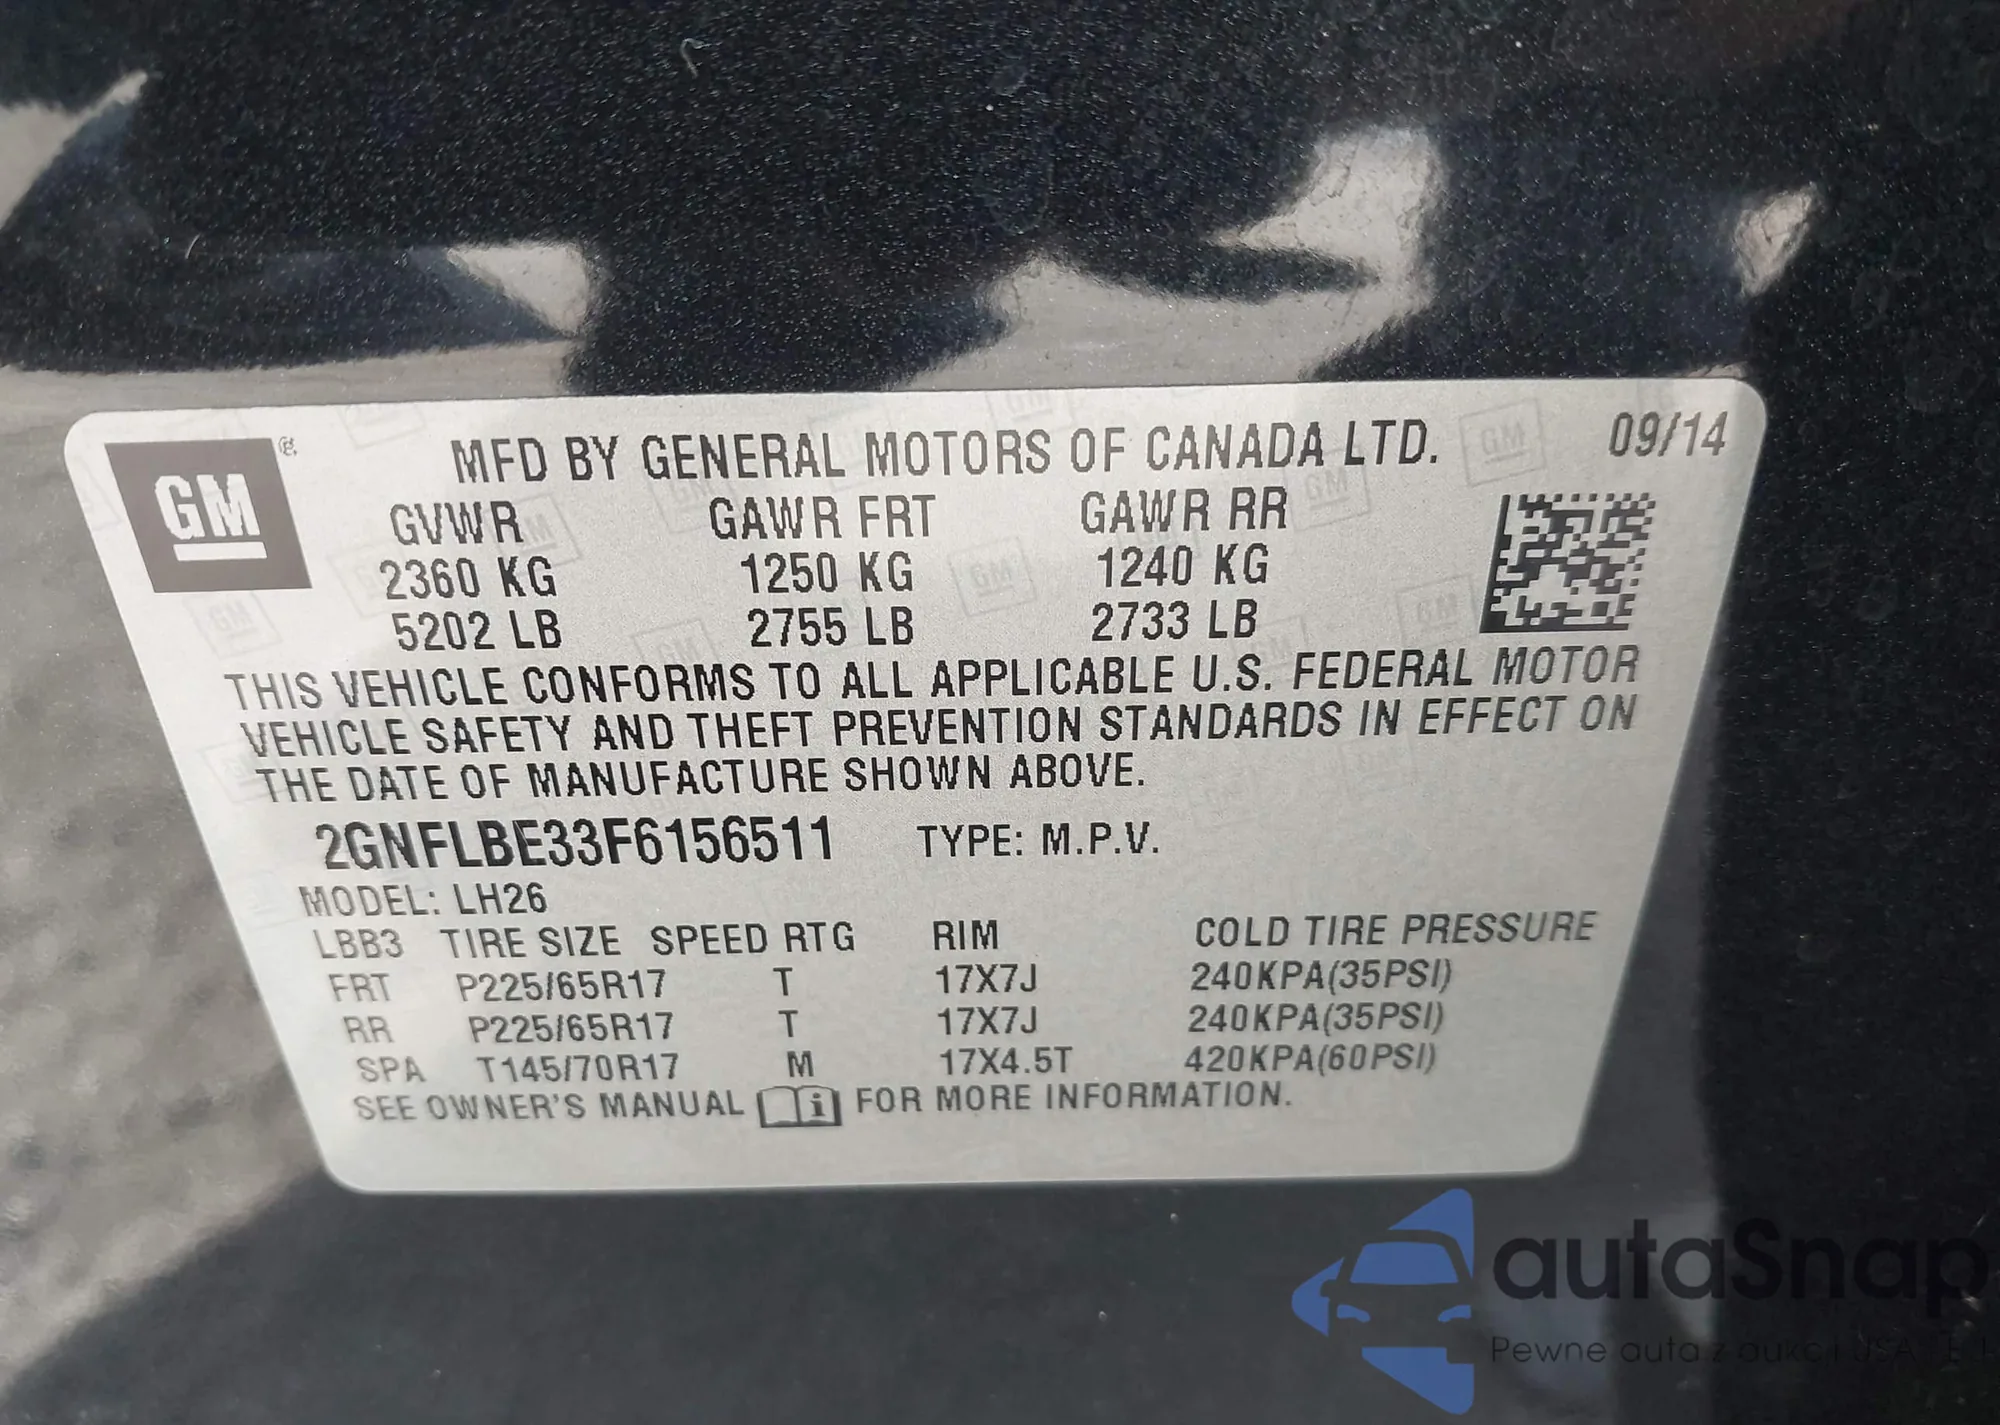 GM
MFD BY GENERAL MOTORS OF CANADA LTD. 09/14
GVWR GAWR FRT GAWR RR
2360 KG 1250 KG 1240 KG
5202 LB 2755 LB 2733 LB
THIS VEHICLE CONFORMS TO ALL APPLICABLE U.S. FEDERAL MOTOR
VEHICLE SAFETY AND THEFT PREVENTION STANDARDS IN EFFECT ON
THE DATE OF MANUFACTURE SHOWN ABOVE.
2GNFLBE33F6156511 TYPE: M.P.V.
MODEL: LH26
LBB3 TIRE SIZE SPEED RTG RIM COLD TIRE PRESSURE
FRT P225/65R17 T 17X7J 240KPA(35PSI)
RR P225/65R17 T 17X7J 240KPA(35PSI)
SPA T145/70R17 M 17X4.5T 420KPA(60PSI)
SEE OWNER'S MANUAL i FOR MORE INFORMATION.
autaSnap
Pewne auta z aukcji USA